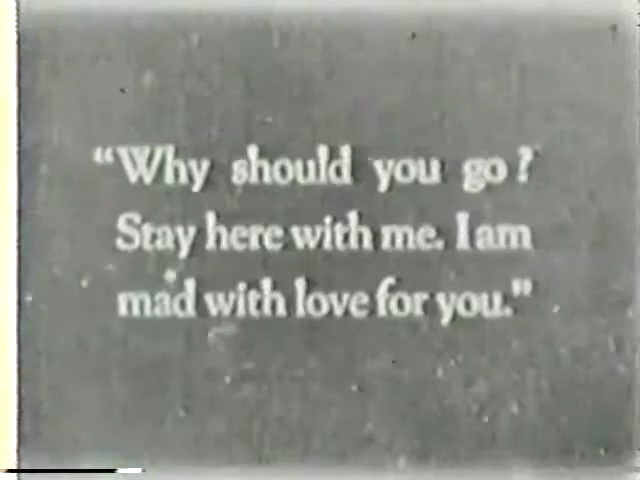 “Why should you go?
Stay here with me. I am
mad with love for you.”